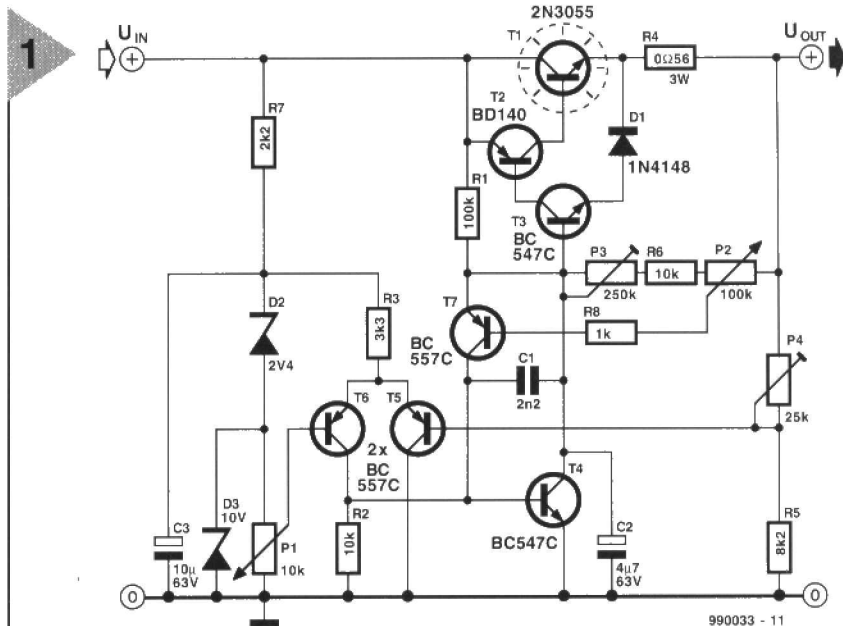 1
U IN
+
2N3055
T1
R4
0Ω56
3W
U OUT
+
R7
2k2
T2
BD140
D1
1N4148
R1
100k
T3
BC
547C
P3
250k
R6
10k
P2
100k
R8
1k
D2
2V4
R3
3k3
T7
BC
557C
C1
2n2
P4
25k
T6
T5
2x
BC
557C
T4
BC547C
D3
10V
C3
10µ
63V
P1
10k
R2
10k
C2
4µ7
63V
R5
8k2
0
0
990033 - 11